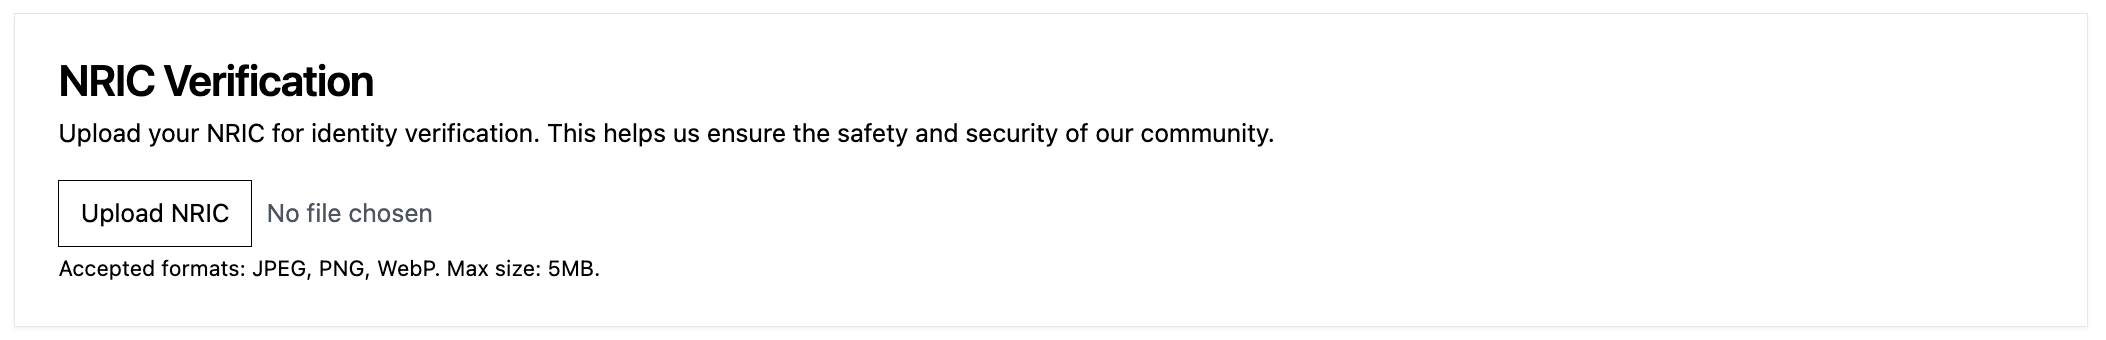 NRIC Verification
Upload your NRIC for identity verification. This helps us ensure the safety and security of our community.
Upload NRIC No file chosen
Accepted formats: JPEG, PNG, WebP. Max size: 5MB.